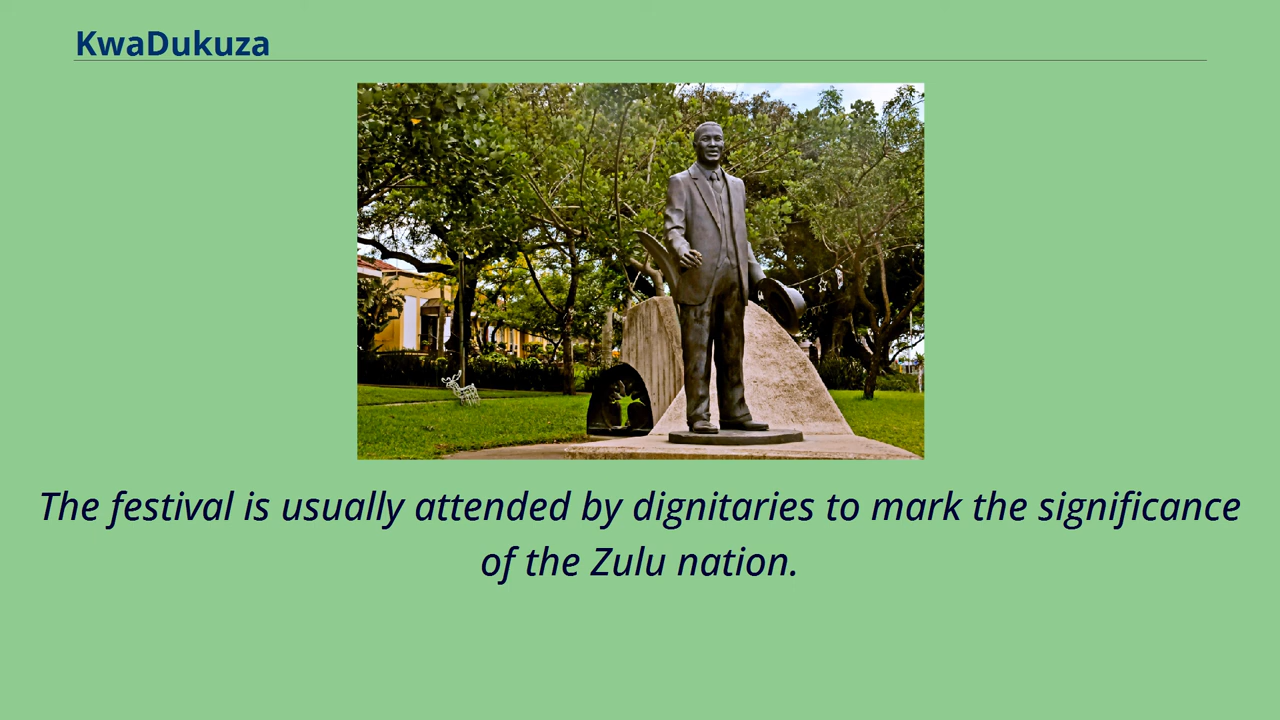 KwaDukuza
The festival is usually attended by dignitaries to mark the significance
of the Zulu nation.